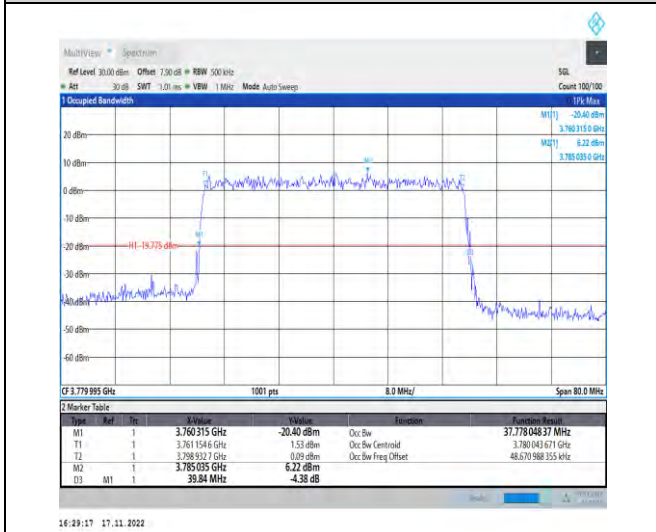 MultiView Spectrum
Ref Level 30.00 dBm Offset 7.50 dB RBW 500 kHz SGL
Att 30 dB SWT 1.01 ms VBW 1 MHz Mode Auto Sweep Count 100/100
1 Occupied Bandwidth 1Pk Max
M1[1] -20.40 dBm
3.760 315 0 GHz
M2[1] 6.22 dBm
3.785 035 0 GHz
20 dBm
10 dBm
0 dBm
-10 dBm
-20 dBm
H1 -19.775 dBm
-30 dBm
-40 dBm
-50 dBm
-60 dBm
M1
M2
T1
T2
D3
CF 3.779 995 GHz 1001 pts 8.0 MHz/ Span 80.0 MHz
2 Marker Table
Type Ref Trc X-Value Y-Value Function Function Result
M1 1 3.760 315 GHz -20.40 dBm Occ Bw 37.778 048 37 MHz
T1 1 3.761 154 6 GHz 1.53 dBm Occ Bw Centroid 3.780 043 671 GHz
T2 1 3.798 932 7 GHz 0.09 dBm Occ Bw Freq Offset 48.670 988 355 kHz
M2 1 3.785 035 GHz 6.22 dBm
D3 M1 1 39.84 MHz -4.38 dB
16:29:17 17.11.2022